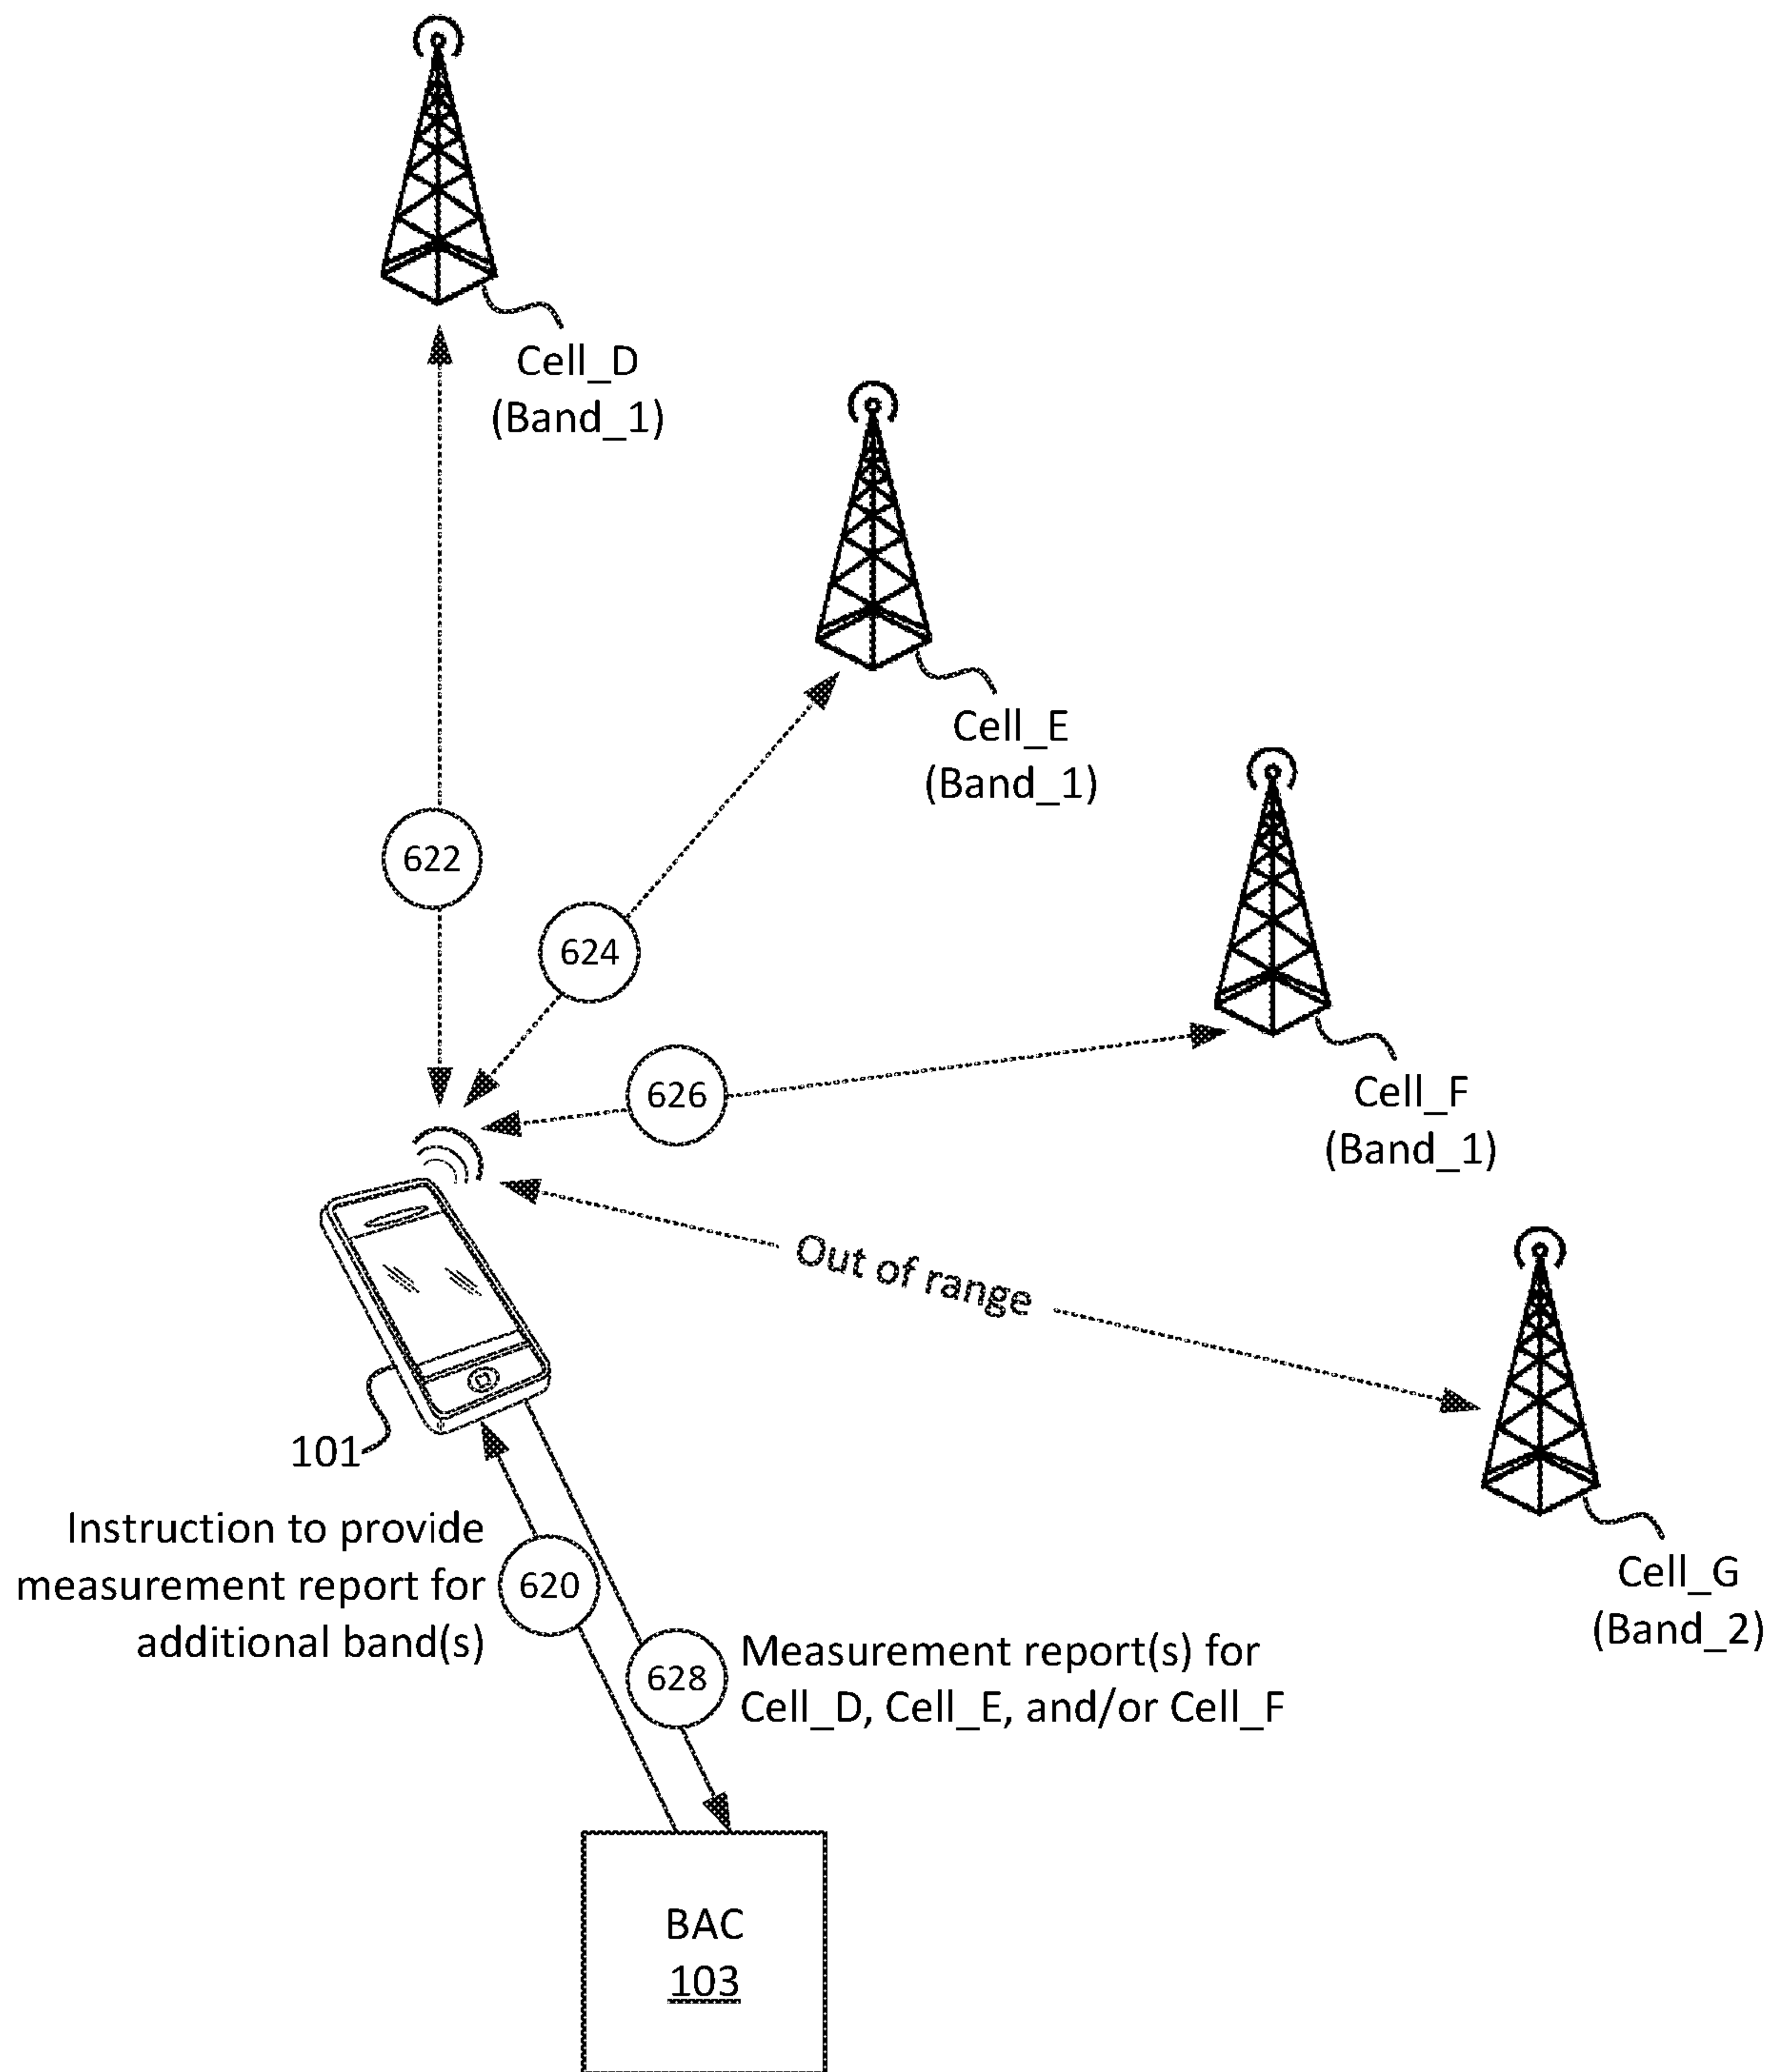 Cell_D
(Band_1)
Cell_E
(Band_1)
622
624
Cell_F
(Band_1)
626
Out of range
101
Instruction to provide
measurement report for
additional band(s)
620
Cell_G
(Band_2)
628
Measurement report(s) for
Cell_D, Cell_E, and/or Cell_F
BAC
103